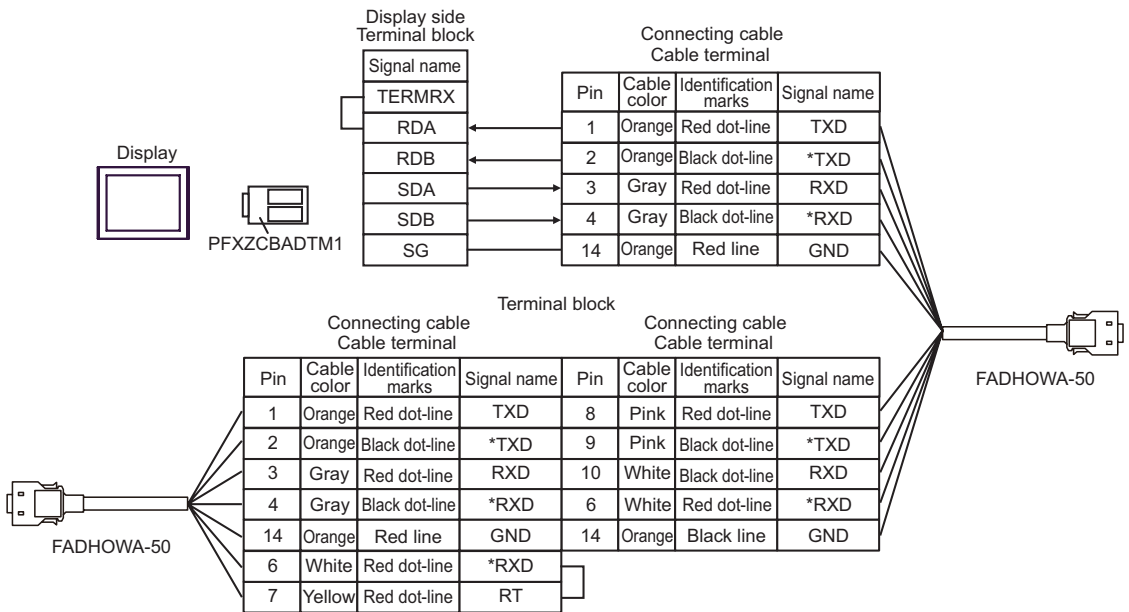 Display side
Terminal block
Signal name
TERMRX
RDA
RDB
SDA
SDB
SG
Connecting cable
Cable terminal
Pin Cable color Identification marks Signal name
1 Orange Red dot-line TXD
2 Orange Black dot-line *TXD
3 Gray Red dot-line RXD
4 Gray Black dot-line *RXD
14 Orange Red line GND
Display
PFXZCBADTM1
FADHOWA-50
Terminal block
Connecting cable
Cable terminal
Pin Cable color Identification marks Signal name
1 Orange Red dot-line TXD
2 Orange Black dot-line *TXD
3 Gray Red dot-line RXD
4 Gray Black dot-line *RXD
14 Orange Red line GND
6 White Red dot-line *RXD
7 Yellow Red dot-line RT
FADHOWA-50
Connecting cable
Cable terminal
Pin Cable color Identification marks Signal name
8 Pink Red dot-line TXD
9 Pink Black dot-line *TXD
10 White Black dot-line RXD
6 White Red dot-line *RXD
14 Orange Black line GND